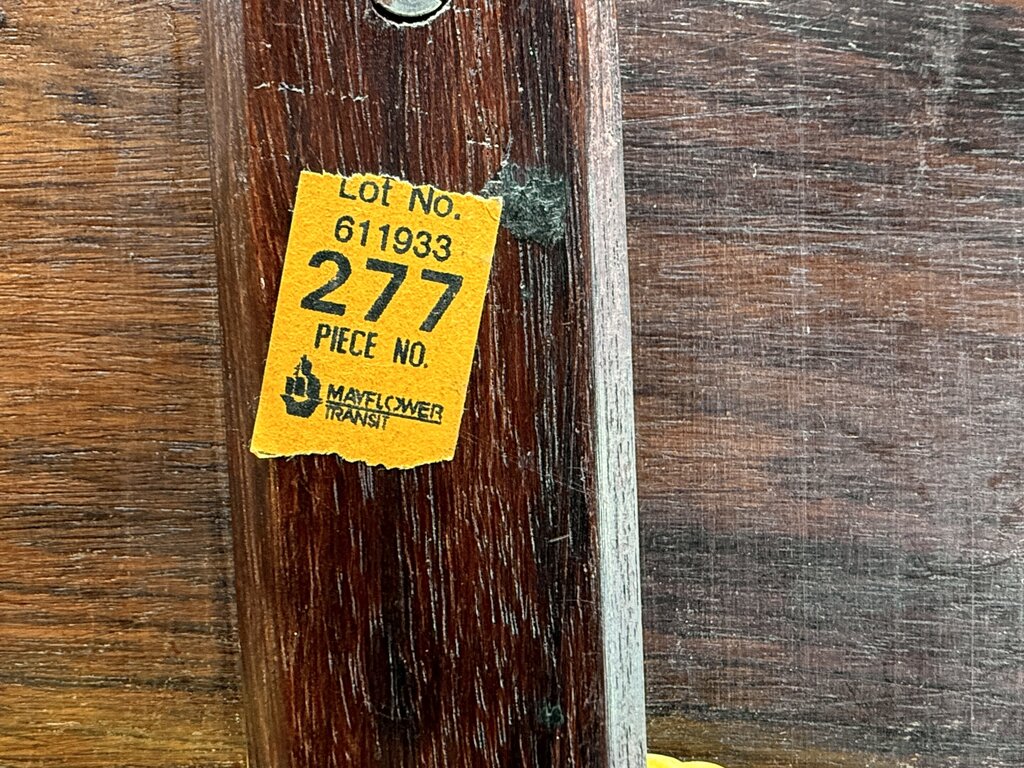 Lot No.
611933
277
PIECE NO.
MAYFLOWER
TRANSIT